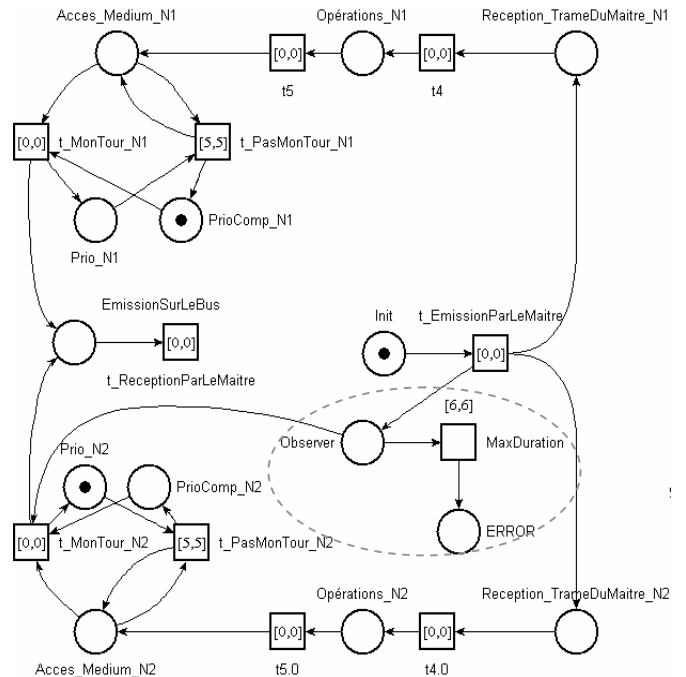 Acces_Medium_N1
Opérations_N1
Reception_TrameDuMaitre_N1
[0,0]
[0,0]
t5
t4
[0,0]
t_MonTour_N1
[5,5]
t_PasMonTour_N1
PrioComp_N1
Prio_N1
EmissionSurLeBus
Init
t_EmissionParLeMaitre
[0,0]
[0,0]
t_ReceptionParLeMaitre
[6,6]
Observer
MaxDuration
Prio_N2
PrioComp_N2
ERROR
[0,0]
t_MonTour_N2
[5,5]
t_PasMonTour_N2
Opérations_N2
Reception_TrameDuMaitre_N2
[0,0]
[0,0]
Acces_Medium_N2
t5.0
t4.0